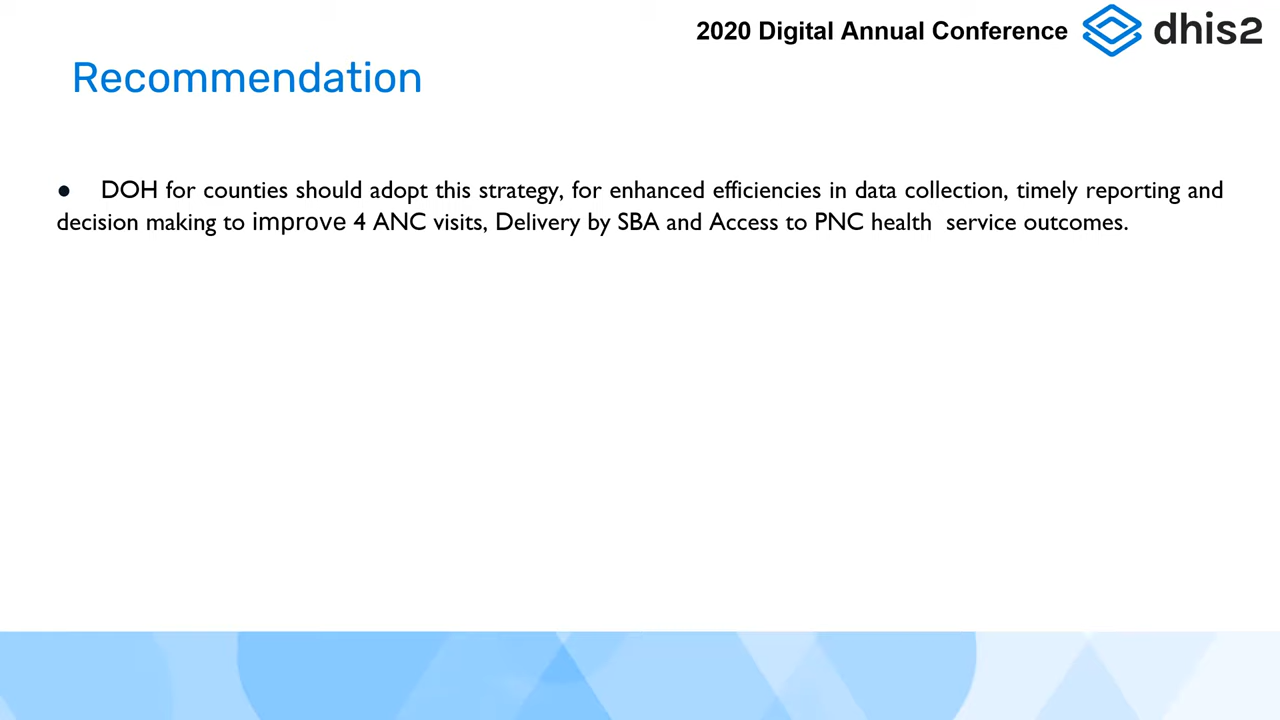 2020 Digital Annual Conference dhis2
Recommendation
● DOH for counties should adopt this strategy, for enhanced efficiencies in data collection, timely reporting and
decision making to improve 4 ANC visits, Delivery by SBA and Access to PNC health service outcomes.